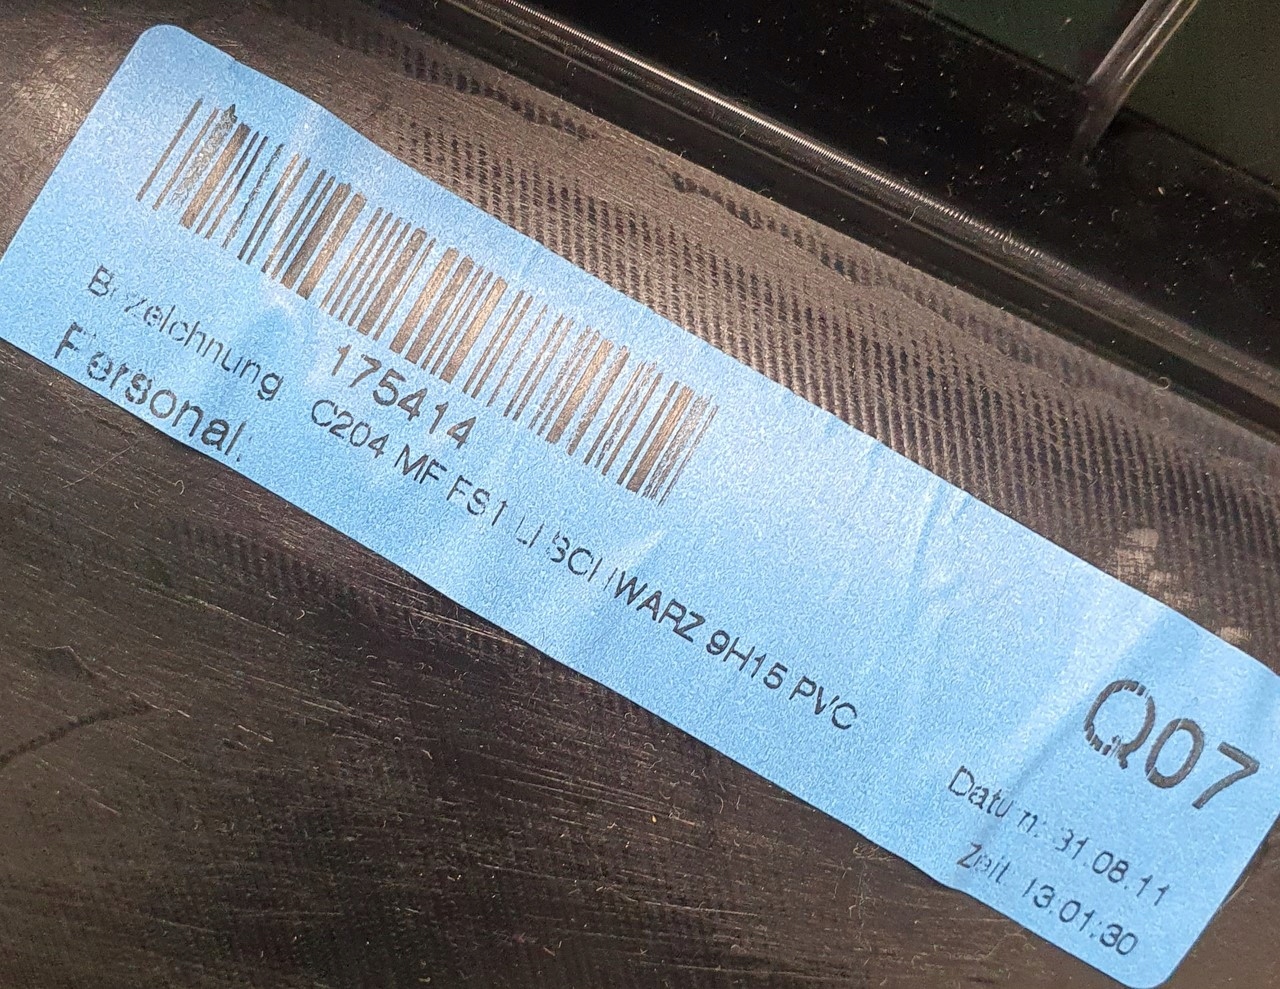 175414
Bezeichnung C204 MF FS1 LI SCHWARZ 9H15 PVC
Personal:
Q07
Datum: 31.08.11
Zeit: 13:01:30